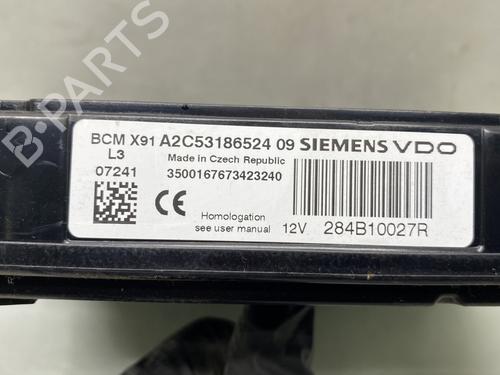 BCM X91 A2C53186524 09 SIEMENS VDO
L3
Made in Czech Republic
07241
3500167673423240
CE
Homologation
see user manual
12V
284B10027R
B-PARTS